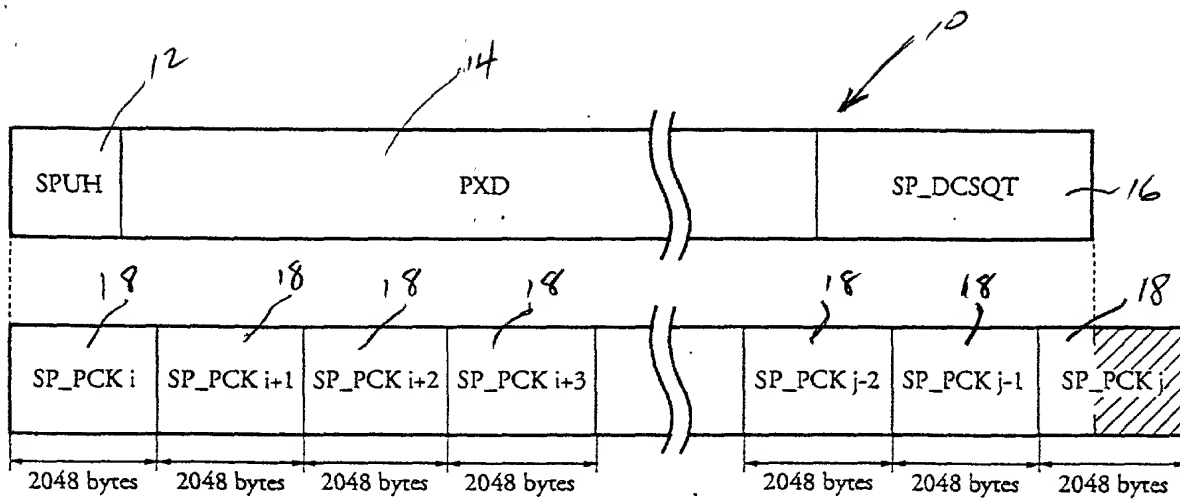 10
12
14
SPUH PXD SP_DCSQT 16
18 18 18 18 18 18 18
SP_PCK i SP_PCK i+1 SP_PCK i+2 SP_PCK i+3 SP_PCK j-2 SP_PCK j-1 SP_PCK j
2048 bytes 2048 bytes 2048 bytes 2048 bytes 2048 bytes 2048 bytes 2048 bytes